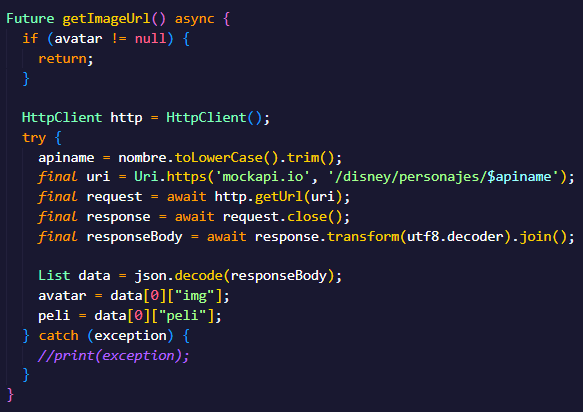 Future getImageUrl() async {
if (avatar != null) {
return;
}
HttpClient http = HttpClient();
try {
apiname = nombre.toLowerCase().trim();
final uri = Uri.https('mockapi.io', '/disney/personajes/$apiname');
final request = await http.getUrl(uri);
final response = await request.close();
final responseBody = await response.transform(utf8.decoder).join();
List data = json.decode(responseBody);
avatar = data[0]["img"];
peli = data[0]["peli"];
} catch (exception) {
//print(exception);
}
}